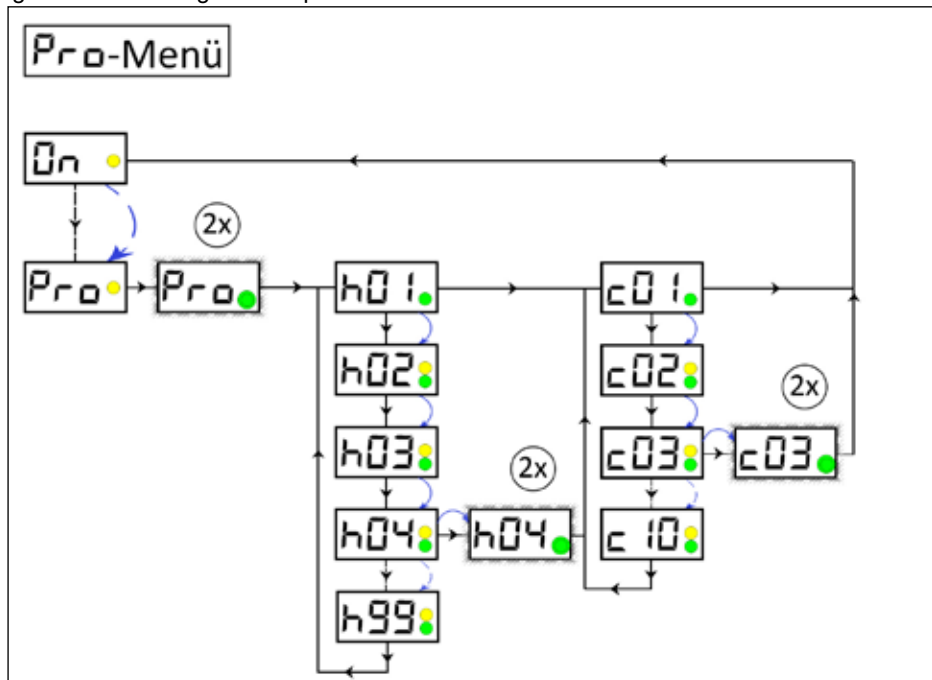 Pro-Menü
On
2x
Pro
Pro
h01
c01
h02
c02
2x
h03
c03
c03
2x
h04
h04
c10
h99